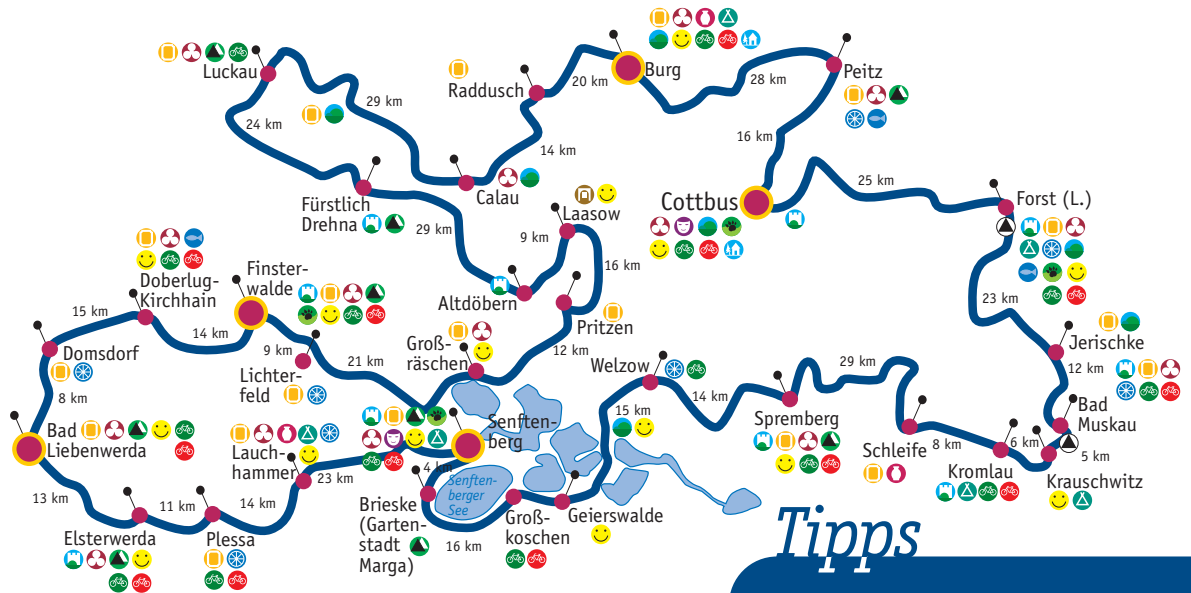 Luckau
29 km
24 km
Raddusch
20 km
Burg
28 km
Peitz
16 km
14 km
Calau
Fürstlich
Drehna
29 km
Laasow
9 km
16 km
Altdöbern
Pritzen
12 km
Cottbus
25 km
Forst (L.)
23 km
Jerischke
12 km
Bad
Muskau
5 km
6 km
Krauschwitz
Kromlau
8 km
Schleife
29 km
Spremberg
14 km
Welzow
15 km
Geierswalde
Groß-
koschen
16 km
Brieske
(Garten-
stadt
Marga)
Senften-
berger
See
4 km
Senften-
berg
Groß-
räschen
21 km
9 km
Lichter-
feld
Finster-
walde
14 km
Doberlug-
Kirchhain
15 km
Domsdorf
8 km
Bad
Liebenwerda
13 km
Elsterwerda
11 km
Plessa
14 km
Lauch-
hammer
23 km
Tipps